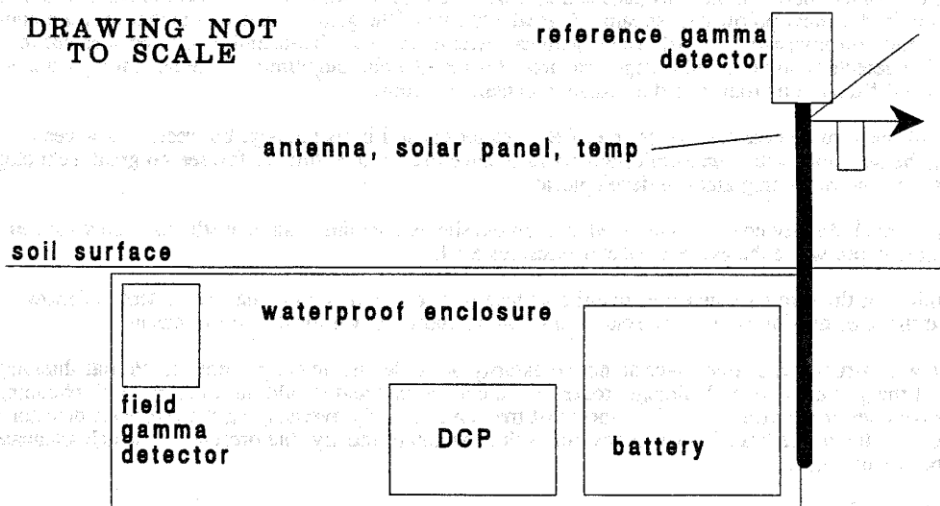 DRAWING NOT
TO SCALE
reference gamma
detector
antenna, solar panel, temp
soil surface
waterproof enclosure
field
gamma
detector
DCP
battery